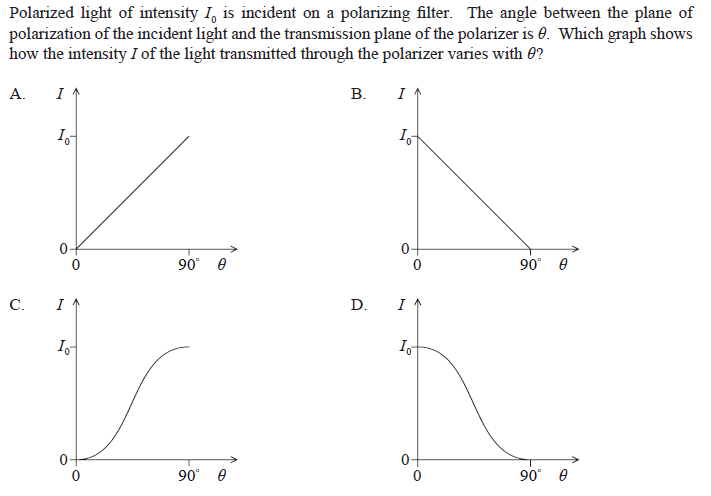 Polarized light of intensity I₀ is incident on a polarizing filter. The angle between the plane of
polarization of the incident light and the transmission plane of the polarizer is θ. Which graph shows
how the intensity I of the light transmitted through the polarizer varies with θ?
A. I B. I
I₀ I₀
0 0
0 90° θ 0 90° θ
C. I D. I
I₀ I₀
0 0
0 90° θ 0 90° θ